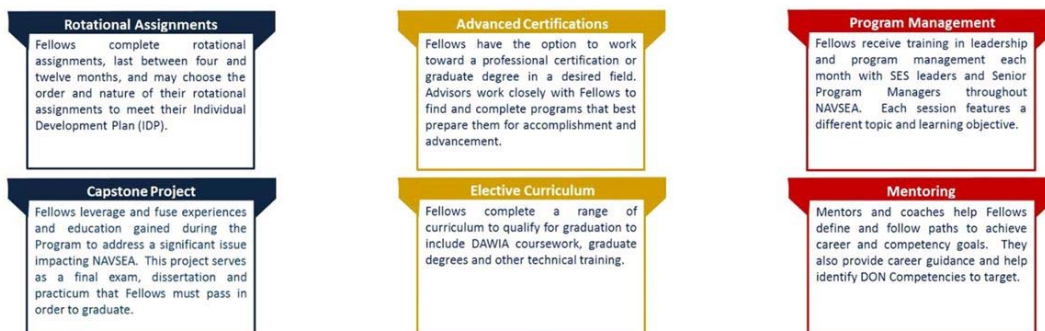 Rotational Assignments
Fellows complete rotational
assignments, last between four and
twelve months, and may choose the
order and nature of their rotational
assignments to meet their Individual
Development Plan (IDP).
Advanced Certifications
Fellows have the option to work
toward a professional certification or
graduate degree in a desired field.
Advisors work closely with Fellows to
find and complete programs that best
prepare them for accomplishment and
advancement.
Program Management
Fellows receive training in leadership
and program management each
month with SES leaders and Senior
Program Managers throughout
NAVSEA. Each session features a
different topic and learning objective.
Capstone Project
Fellows leverage and fuse experiences
and education gained during the
Program to address a significant issue
impacting NAVSEA. This project serves
as a final exam, dissertation and
practicum that Fellows must pass in
order to graduate.
Elective Curriculum
Fellows complete a range of
curriculum to qualify for graduation to
include DAWIA coursework, graduate
degrees and other technical training.
Mentoring
Mentors and coaches help Fellows
define and follow paths to achieve
career and competency goals. They
also provide career guidance and help
identify DON Competencies to target.